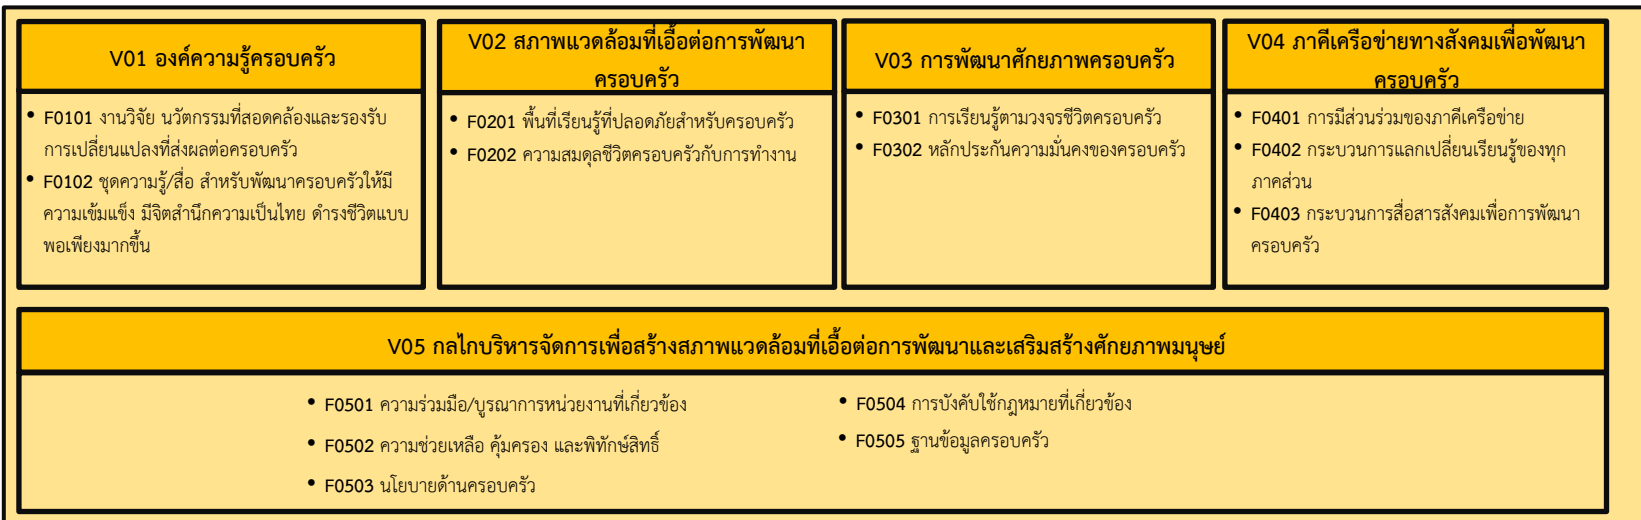 V01 องค์ความรู้ครอบครัว
• F0101 งานวิจัย นวัตกรรมที่สอดคล้องและรองรับ
การเปลี่ยนแปลงที่ส่งผลต่อครอบครัว
• F0102 ชุดความรู้/สื่อ สำหรับพัฒนาครอบครัวให้มี
ความเข้มแข็ง มีจิตสำนึกความเป็นไทย ดำรงชีวิตแบบ
พอเพียงมากขึ้น
V02 สภาพแวดล้อมที่เอื้อต่อการพัฒนา
ครอบครัว
• F0201 พื้นที่เรียนรู้ที่ปลอดภัยสำหรับครอบครัว
• F0202 ความสมดุลชีวิตครอบครัวกับการทำงาน
V03 การพัฒนาศักยภาพครอบครัว
• F0301 การเรียนรู้ตามวงจรชีวิตครอบครัว
• F0302 หลักประกันความมั่นคงของครอบครัว
V04 ภาคีเครือข่ายทางสังคมเพื่อพัฒนา
ครอบครัว
• F0401 การมีส่วนร่วมของภาคีเครือข่าย
• F0402 กระบวนการแลกเปลี่ยนเรียนรู้ของทุก
ภาคส่วน
• F0403 กระบวนการสื่อสารสังคมเพื่อการพัฒนา
ครอบครัว
V05 กลไกบริหารจัดการเพื่อสร้างสภาพแวดล้อมที่เอื้อต่อการพัฒนาและเสริมสร้างศักยภาพมนุษย์
• F0501 ความร่วมมือ/บูรณาการหน่วยงานที่เกี่ยวข้อง
• F0502 ความช่วยเหลือ คุ้มครอง และพิทักษ์สิทธิ์
• F0503 นโยบายด้านครอบครัว
• F0504 การบังคับใช้กฎหมายที่เกี่ยวข้อง
• F0505 ฐานข้อมูลครอบครัว